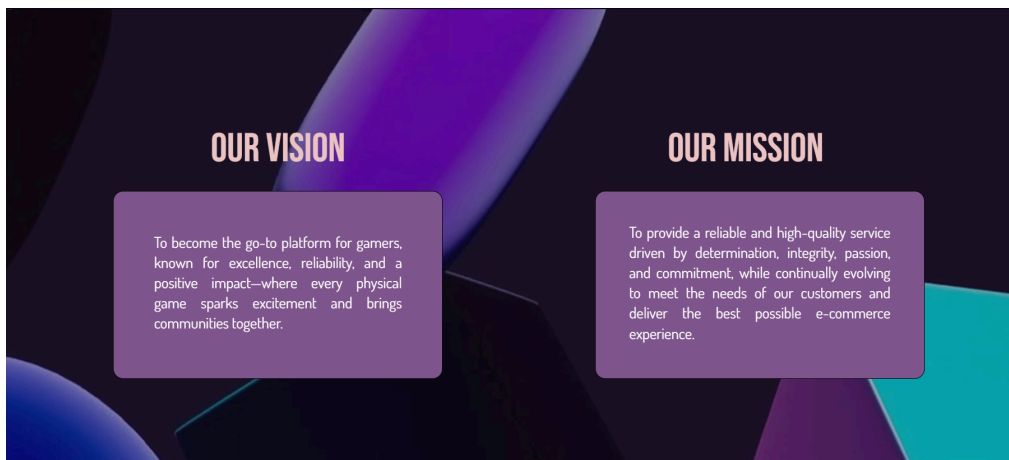 OUR VISION
To become the go-to platform for gamers,
known for excellence, reliability, and a
positive impact—where every physical
game sparks excitement and brings
communities together.
OUR MISSION
To provide a reliable and high-quality service
driven by determination, integrity, passion,
and commitment, while continually evolving
to meet the needs of our customers and
deliver the best possible e-commerce
experience.